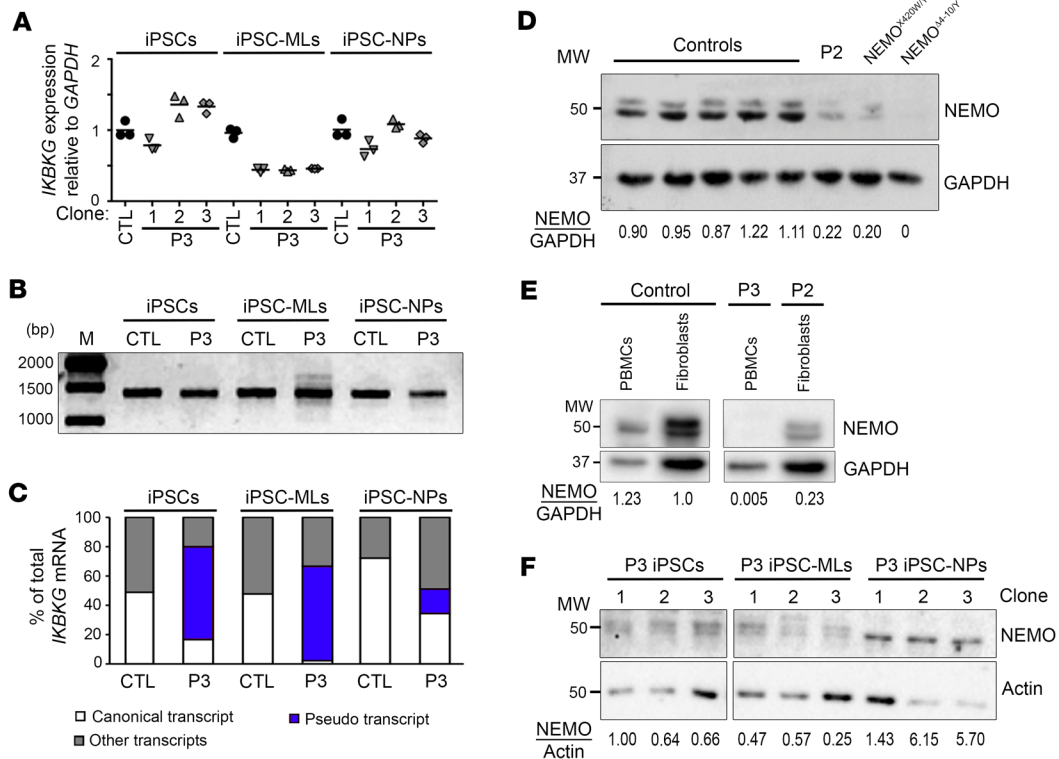 A
iPSCs iPSC-MLs iPSC-NPs
IKBKG expression
relative to GAPDH
2
1
0
Clone: 1 2 3 1 2 3 1 2 3
CTL CTL CTL
P3 P3 P3
B
iPSCs iPSC-MLs iPSC-NPs
(bp) M CTL P3 CTL P3 CTL P3
2000
1500
1000
C
iPSCs iPSC-MLs iPSC-NPs
% of total
IKBKG mRNA
100
80
60
40
20
0
CTL P3 CTL P3 CTL P3
Canonical transcript Pseudo transcript
Other transcripts
D
MW Controls P2 NEMOΔ4-10/Y
50 NEMO
37 GAPDH
NEMO
GAPDH
0.90 0.95 0.87 1.22 1.11 0.22 0.20 0
E
Control P3 P2
PBMCs Fibroblasts PBMCs Fibroblasts
MW
50 NEMO
37 GAPDH
NEMO
GAPDH
1.23 1.0 0.005 0.23
F
P3 iPSCs P3 iPSC-MLs P3 iPSC-NPs
1 2 3 1 2 3 1 2 3 Clone
MW
50 NEMO
50 Actin
NEMO
Actin
1.00 0.64 0.66 0.47 0.57 0.25 1.43 6.15 5.70